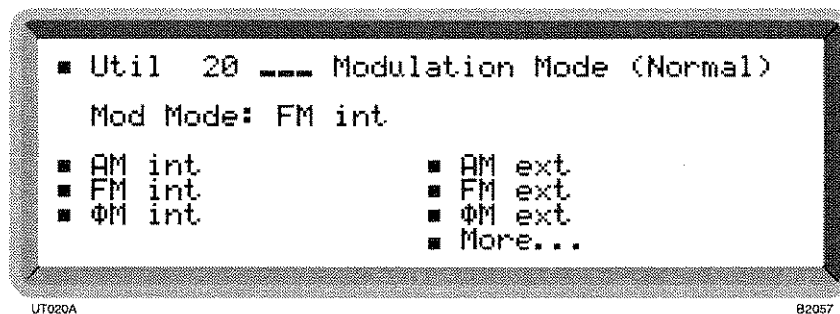 ■ Util 20 ___ Modulation Mode (Normal)
Mod Mode: FM int
■ AM int ■ AM ext
■ FM int ■ FM ext
■ ΦM int ■ ΦM ext
■ More...
UT020A B2057